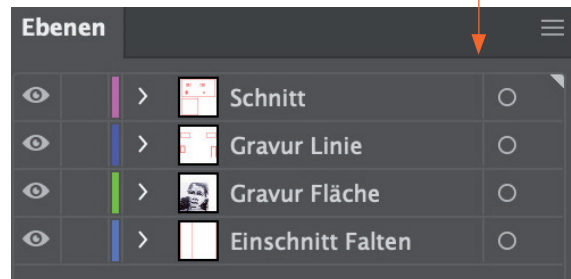 Ebenen
Schnitt
Gravur Linie
Gravur Fläche
Einschnitt Falten